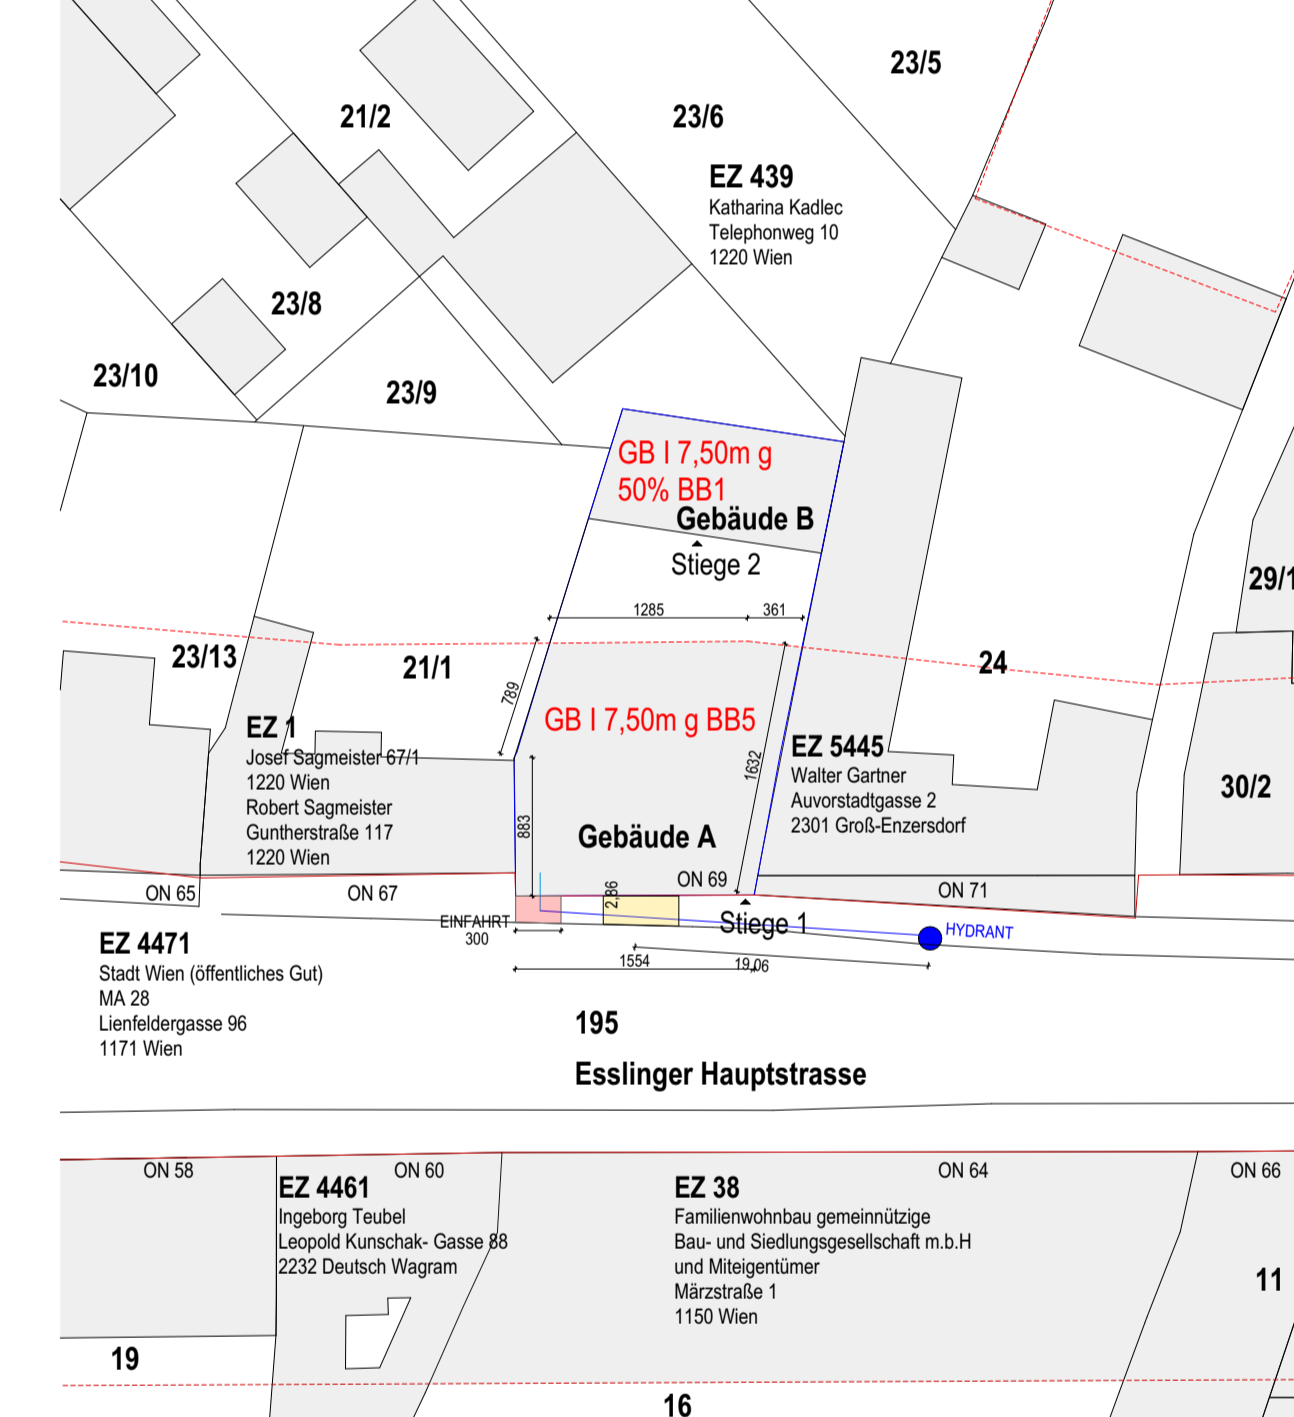 23/5
21/2
23/6
EZ 439
Katharina Kadlec
Telephonweg 10
1220 Wien
23/8
23/10
23/9
GB I 7,50m g
50% BB1
Gebäude B
Stiege 2
29/1
1285
361
23/13
21/1
24
789
GB I 7,50m g BB5
EZ 1
Josef Sagmeister 67/1
1220 Wien
Robert Sagmeister
Guntherstraße 117
1220 Wien
1632
EZ 5445
Walter Gartner
Auvorstadtgasse 2
2301 Groß-Enzersdorf
30/2
883
Gebäude A
ON 65
ON 67
2,86
ON 69
ON 71
EINFAHRT
300
Stiege 1
HYDRANT
EZ 4471
Stadt Wien (öffentliches Gut)
MA 28
Lienfeldergasse 96
1171 Wien
1554
19,06
195
Esslinger Hauptstrasse
ON 58
ON 60
ON 64
ON 66
EZ 4461
Ingeborg Teubel
Leopold Kunschak- Gasse 88
2232 Deutsch Wagram
EZ 38
Familienwohnbau gemeinnützige
Bau- und Siedlungsgesellschaft m.b.H
und Miteigentümer
Märzstraße 1
1150 Wien
11
19
16